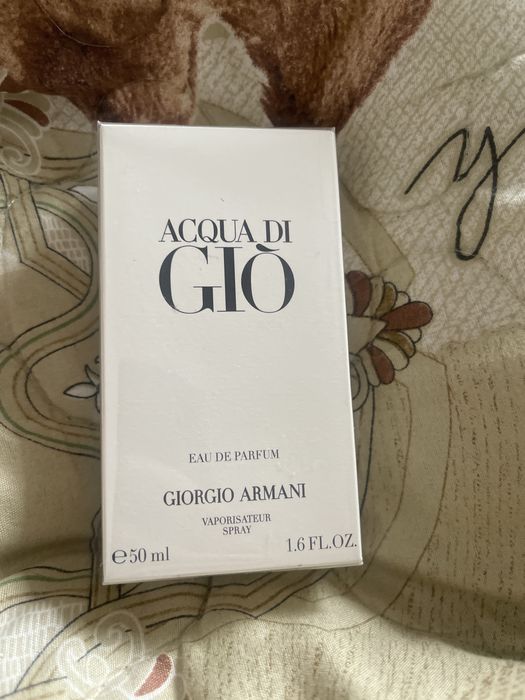 ACQUA DI
GIÒ
EAU DE PARFUM
GIORGIO ARMANI
VAPORISATEUR
SPRAY
℮50 ml 1.6 FL.OZ.
y